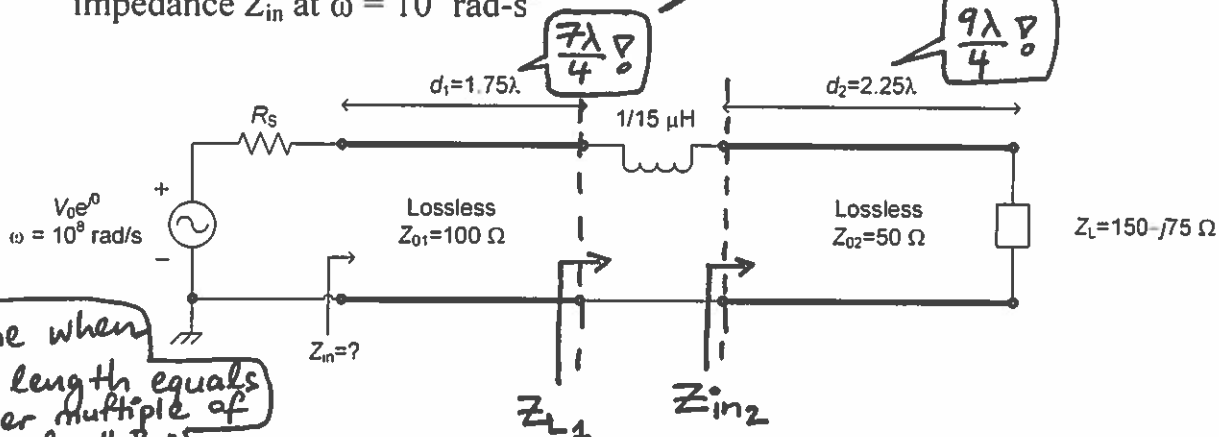 impedance Zin at ω = 10 rad-s
7λ/4 !
9λ/4 !
d₁=1.75λ
d₂=2.25λ
1/15 μH
RS
V₀e^j0
ω = 10⁸ rad/s
+
−
Lossless
Z01=100 Ω
Lossless
Z02=50 Ω
ZL=150-j75 Ω
Zin=?
ZL1
Zin2
when
length equals
multiple of